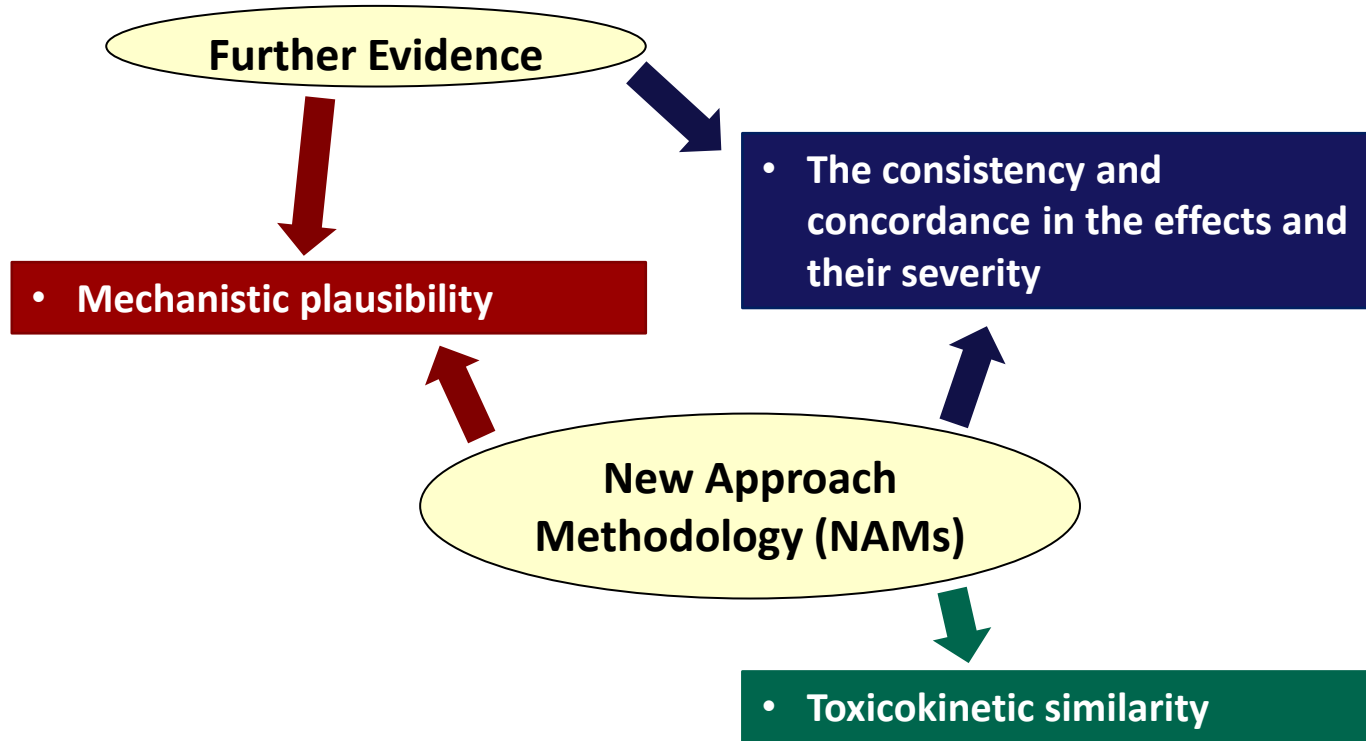 Further Evidence
• The consistency and
concordance in the effects and
their severity
• Mechanistic plausibility
New Approach
Methodology (NAMs)
• Toxicokinetic similarity